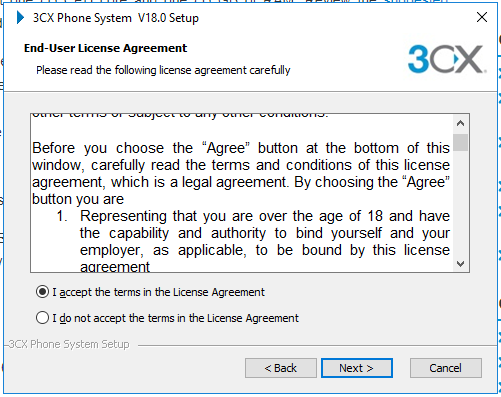 3CX Phone System V18.0 Setup
End-User License Agreement
Please read the following license agreement carefully
3CX
other terms or subject to any other conditions.
Before you choose the “Agree” button at the bottom of this
window, carefully read the terms and conditions of this license
agreement, which is a legal agreement. By choosing the “Agree”
button you are
1. Representing that you are over the age of 18 and have
the capability and authority to bind yourself and your
employer, as applicable, to be bound by this license
agreement
I accept the terms in the License Agreement
I do not accept the terms in the License Agreement
3CX Phone System Setup
< Back
Next >
Cancel